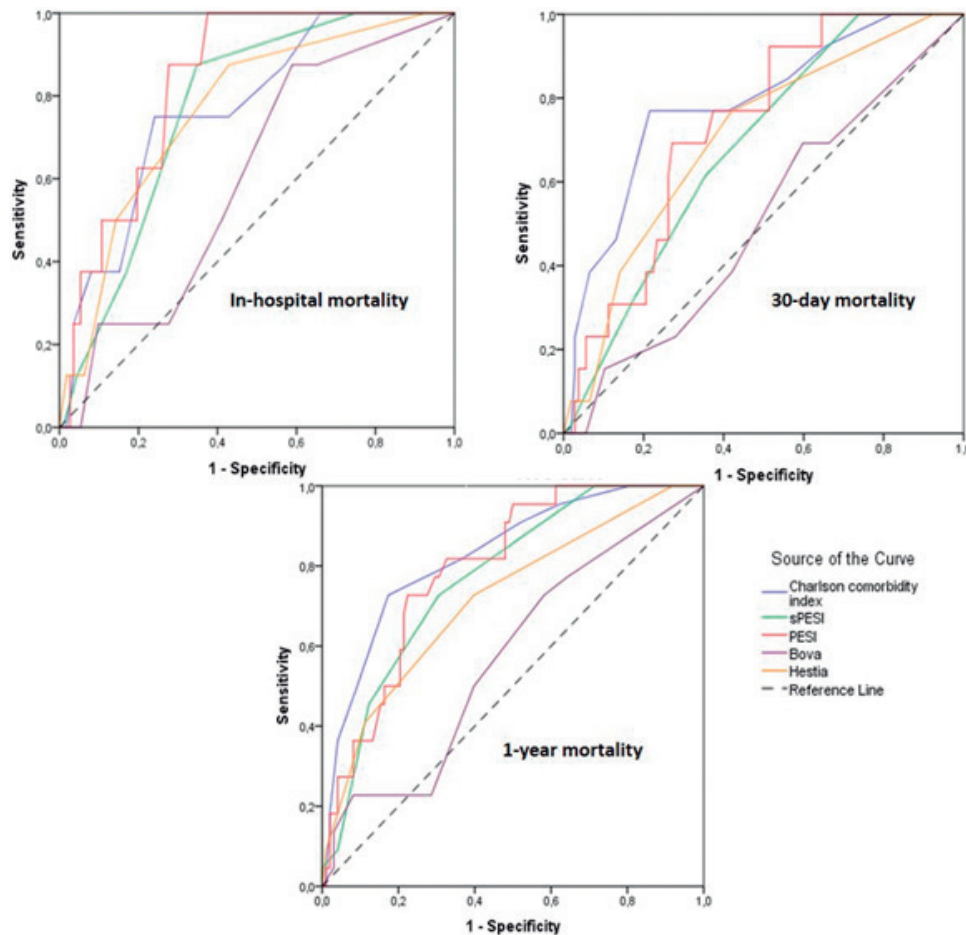 1,0
0,8
0,6
0,4
0,2
0,0
Sensitivity
In-hospital mortality
0,0 0,2 0,4 0,6 0,8 1,0
1 - Specificity
1,0
0,8
0,6
0,4
0,2
0,0
Sensitivity
30-day mortality
0,0 0,2 0,4 0,6 0,8 1,0
1 - Specificity
1,0
0,8
0,6
0,4
0,2
0,0
Sensitivity
1-year mortality
0,0 0,2 0,4 0,6 0,8 1,0
1 - Specificity
Source of the Curve
Charlson comorbidity
index
sPESI
PESI
Bova
Hestia
Reference Line